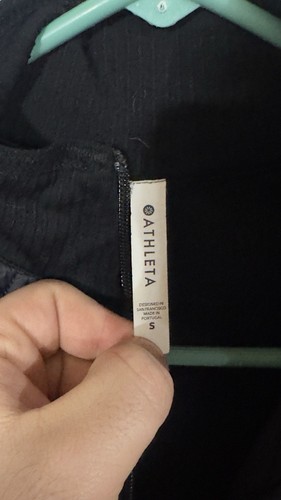 ATHLETA
DESIGNED IN
SAN FRANCISCO
MADE IN
PORTUGAL
S